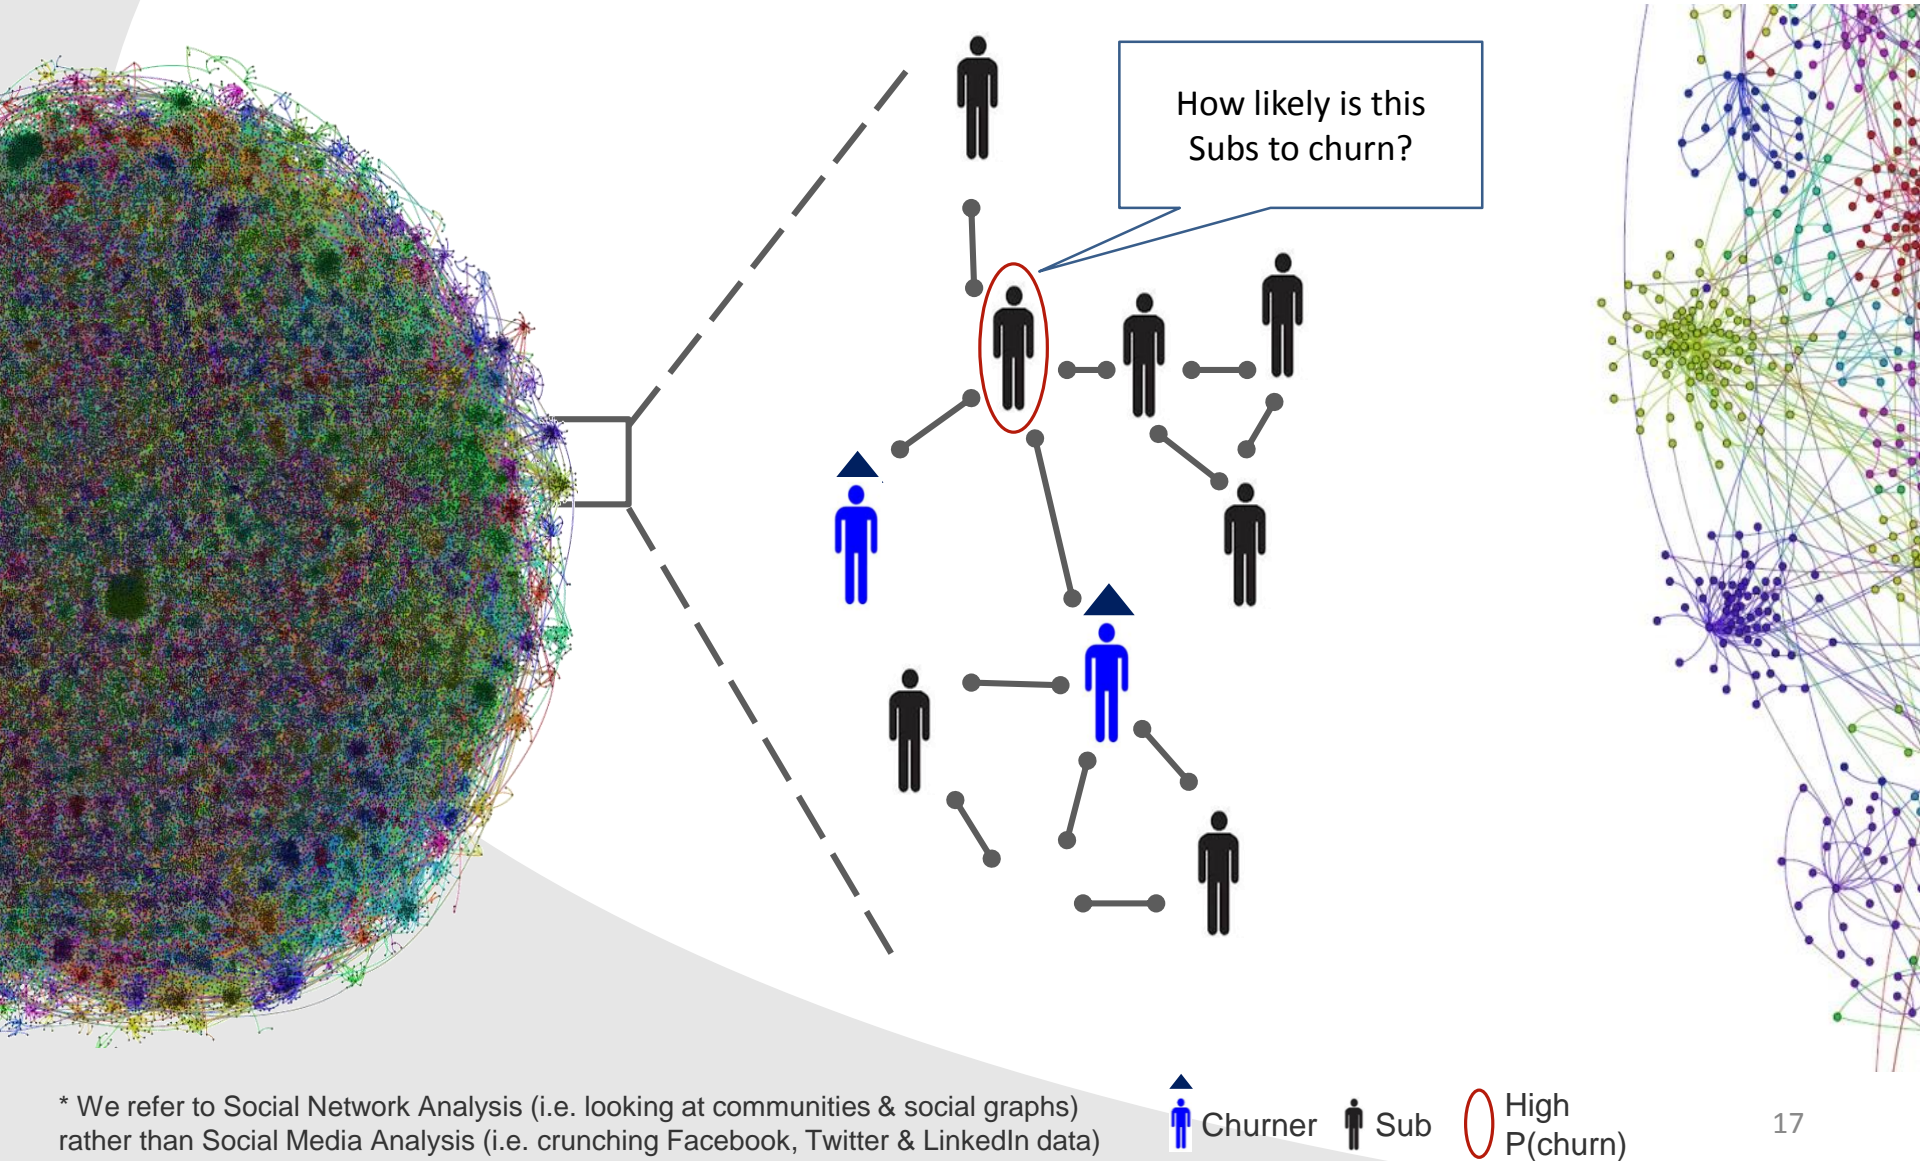 How likely is this
Subs to churn?
* We refer to Social Network Analysis (i.e. looking at communities & social graphs)
rather than Social Media Analysis (i.e. crunching Facebook, Twitter & LinkedIn data)
Churner
Sub
High
P(churn)
17